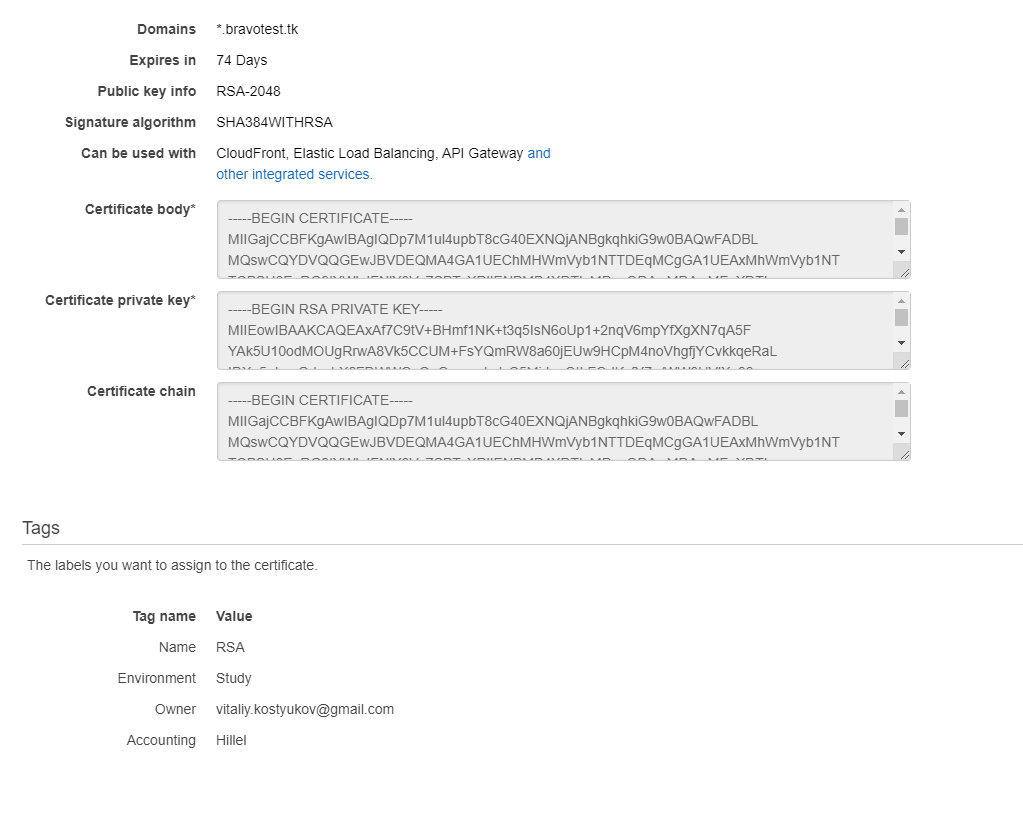 Domains *.bravotest.tk
Expires in 74 Days
Public key info RSA-2048
Signature algorithm SHA384WITHRSA
Can be used with CloudFront, Elastic Load Balancing, API Gateway and
other integrated services.
Certificate body*
-----BEGIN CERTIFICATE-----
MIIGajCCBFKgAwIBAgIQDp7M1ul4upbT8cG40EXNQjANBgkqhkiG9w0BAQwFADBL
MQswCQYDVQQGEwJBVDEQMA4GA1UEChMHWmVyb1NTTDEqMCgGA1UEAxMhWmVyb1NT
Certificate private key*
-----BEGIN RSA PRIVATE KEY-----
MIIEowIBAAKCAQEAxAf7C9tV+BHmf1NK+t3q5IsN6oUp1+2nqV6mpYfXgXN7qA5F
YAk5U10odMOUgRrwA8Vk5CCUM+FsYQmRW8a60jEUw9HCpM4noVhgfjYCvkkqeRaL
Certificate chain
-----BEGIN CERTIFICATE-----
MIIGajCCBFKgAwIBAgIQDp7M1ul4upbT8cG40EXNQjANBgkqhkiG9w0BAQwFADBL
MQswCQYDVQQGEwJBVDEQMA4GA1UEChMHWmVyb1NTTDEqMCgGA1UEAxMhWmVyb1NT
Tags
The labels you want to assign to the certificate.
Tag name Value
Name RSA
Environment Study
Owner vitaliy.kostyukov@gmail.com
Accounting Hillel